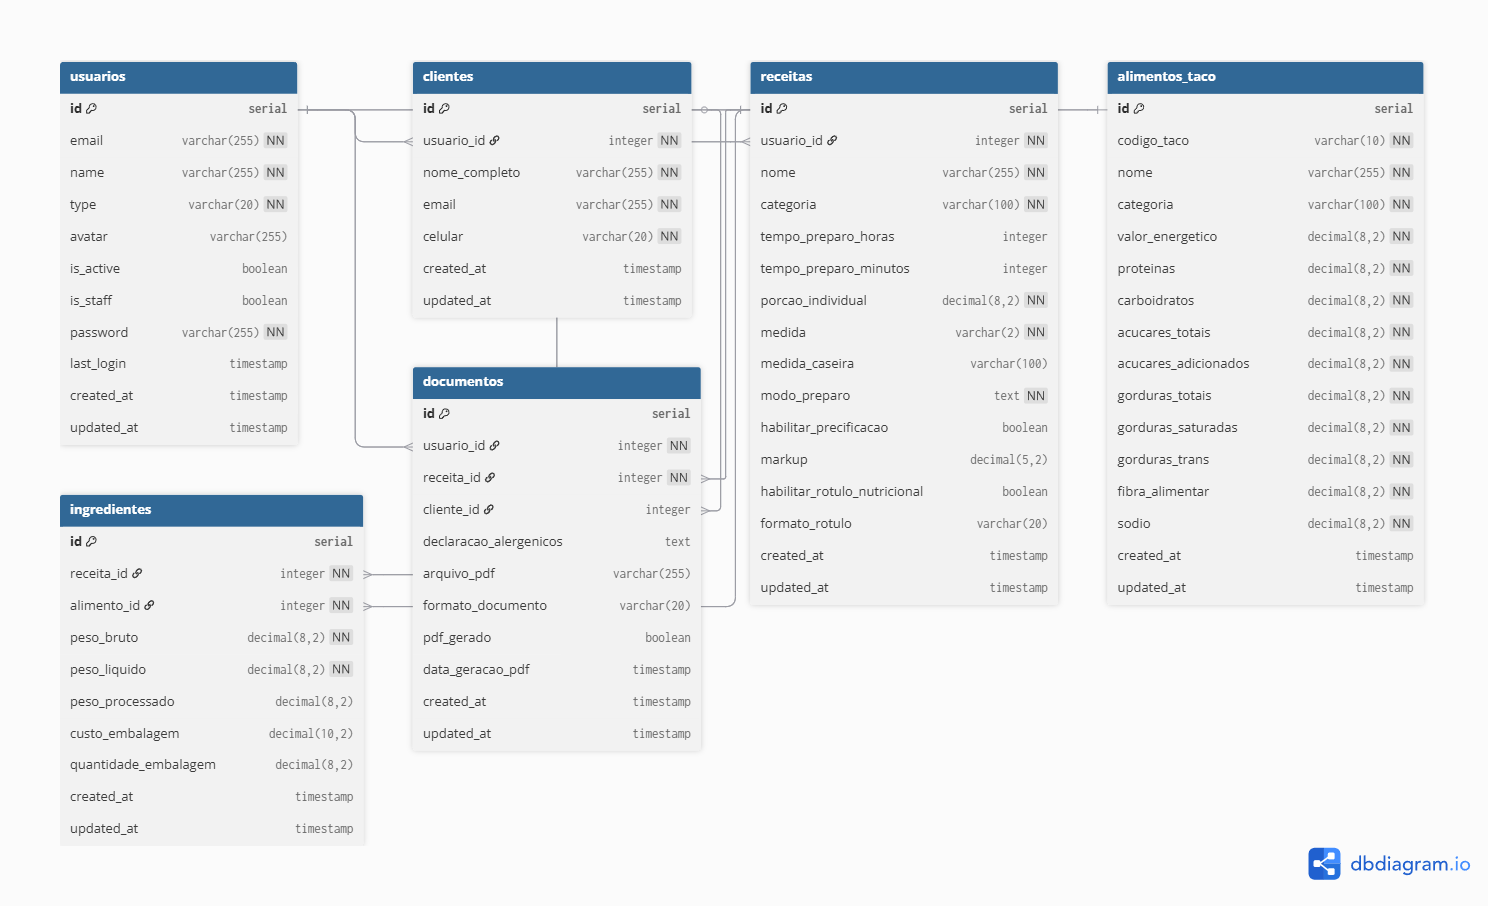 usuarios
id serial
email varchar(255) NN
name varchar(255) NN
type varchar(20) NN
avatar varchar(255)
is_active boolean
is_staff boolean
password varchar(255) NN
last_login timestamp
created_at timestamp
updated_at timestamp
clientes
id serial
usuario_id integer NN
nome_completo varchar(255) NN
email varchar(255) NN
celular varchar(20) NN
created_at timestamp
updated_at timestamp
receitas
id serial
usuario_id integer NN
nome varchar(255) NN
categoria varchar(100) NN
tempo_preparo_horas integer
tempo_preparo_minutos integer
porcao_individual decimal(8,2) NN
medida varchar(2) NN
medida_caseira varchar(100)
modo_preparo text NN
habilitar_precificacao boolean
markup decimal(5,2)
habilitar_rotulo_nutricional boolean
formato_rotulo varchar(20)
created_at timestamp
updated_at timestamp
alimentos_taco
id serial
codigo_taco varchar(10) NN
nome varchar(255) NN
categoria varchar(100) NN
valor_energetico decimal(8,2) NN
proteinas decimal(8,2) NN
carboidratos decimal(8,2) NN
acucares_totais decimal(8,2) NN
acucares_adicionados decimal(8,2) NN
gorduras_totais decimal(8,2) NN
gorduras_saturadas decimal(8,2) NN
gorduras_trans decimal(8,2) NN
fibra_alimentar decimal(8,2) NN
sodio decimal(8,2) NN
created_at timestamp
updated_at timestamp
documentos
id serial
usuario_id integer NN
receita_id integer NN
cliente_id integer
declaracao_alergenicos text
arquivo_pdf varchar(255)
formato_documento varchar(20)
pdf_gerado boolean
data_geracao_pdf timestamp
created_at timestamp
updated_at timestamp
ingredientes
id serial
receita_id integer NN
alimento_id integer NN
peso_bruto decimal(8,2) NN
peso_liquido decimal(8,2) NN
peso_processado decimal(8,2)
custo_embalagem decimal(10,2)
quantidade_embalagem decimal(8,2)
created_at timestamp
updated_at timestamp
dbdiagram.io